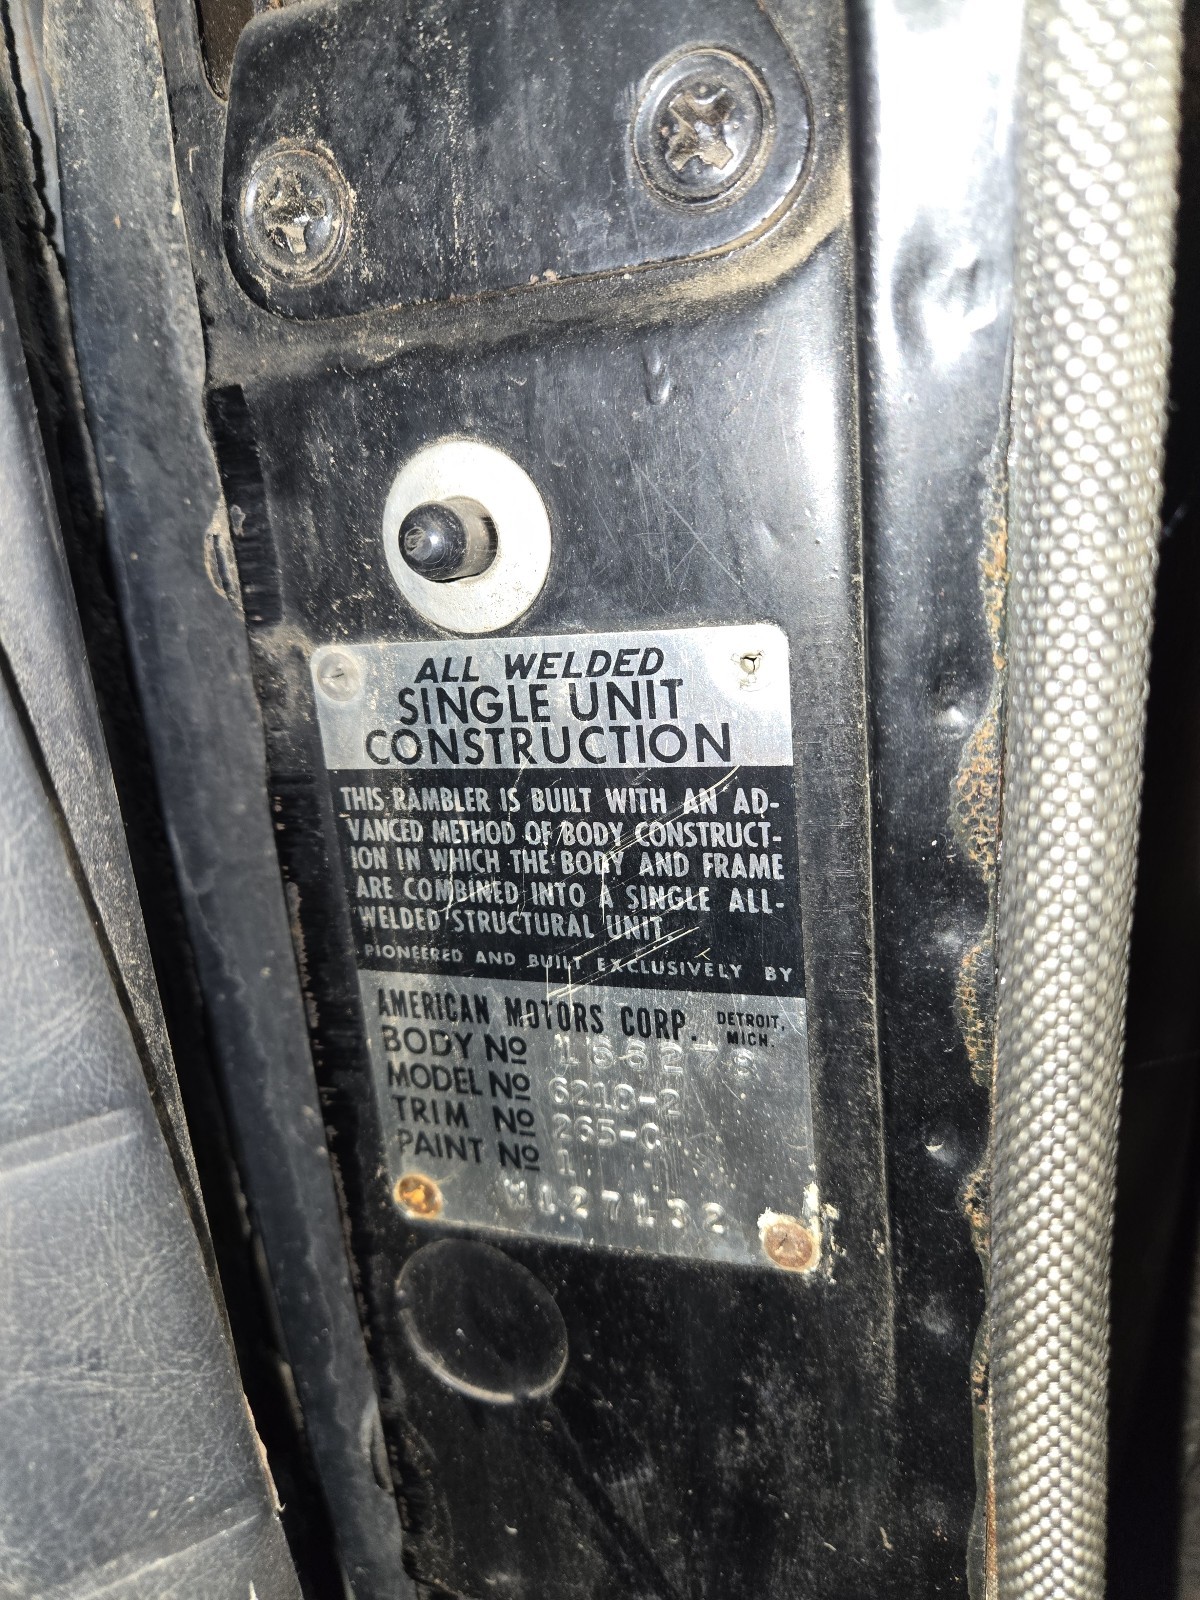 ALL WELDED
SINGLE UNIT
CONSTRUCTION
THIS RAMBLER IS BUILT WITH AN AD-
VANCED METHOD OF BODY CONSTRUCT-
ION IN WHICH THE BODY AND FRAME
ARE COMBINED INTO A SINGLE ALL-
WELDED STRUCTURAL UNIT.
PIONEERED AND BUILT EXCLUSIVELY BY
AMERICAN MOTORS CORP. DETROIT, MICH.
BODY No
MODEL No 6218-2
TRIM No 265-C
PAINT No 1